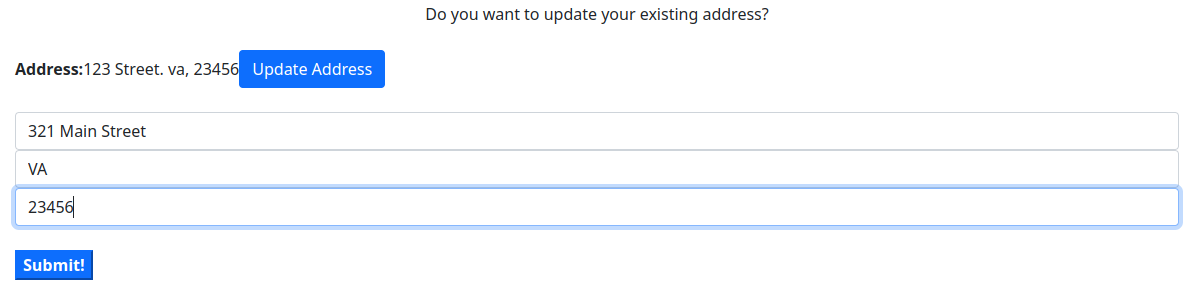 Do you want to update your existing address?
Address:123 Street. va, 23456 Update Address
321 Main Street
VA
23456
Submit!